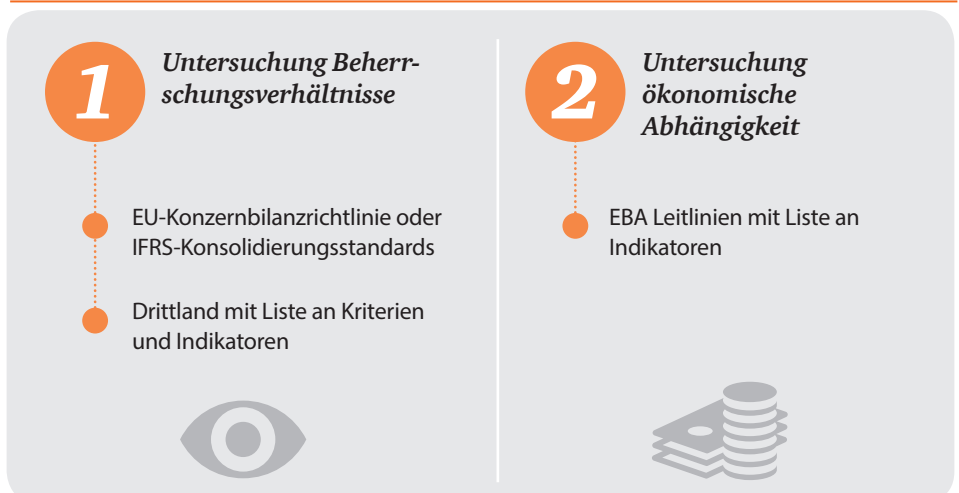 1
Untersuchung Beherr-
schungsverhältnisse
EU-Konzernbilanzrichtlinie oder
IFRS-Konsolidierungsstandards
Drittland mit Liste an Kriterien
und Indikatoren
2
Untersuchung
ökonomische
Abhängigkeit
EBA Leitlinien mit Liste an
Indikatoren